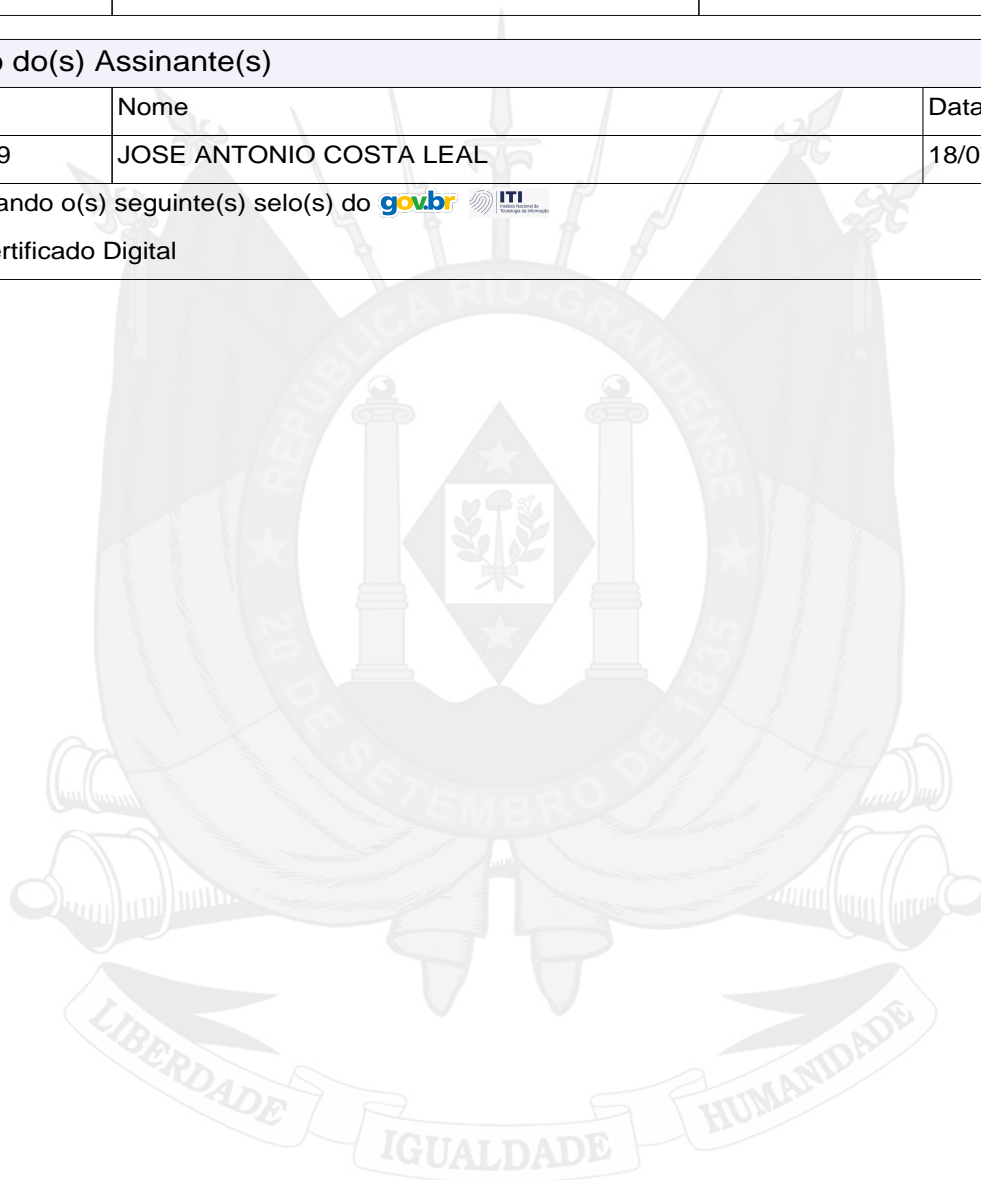 o do(s) Assinante(s)
Nome Data
9 JOSE ANTONIO COSTA LEAL 18/0
ando o(s) seguinte(s) selo(s) do gov.br ITI
rtificado Digital
REPÚBLICA RIO-GRANDENSE
20 DE SETEMBRO DE 1835
LIBERDADE IGUALDADE HUMANIDADE